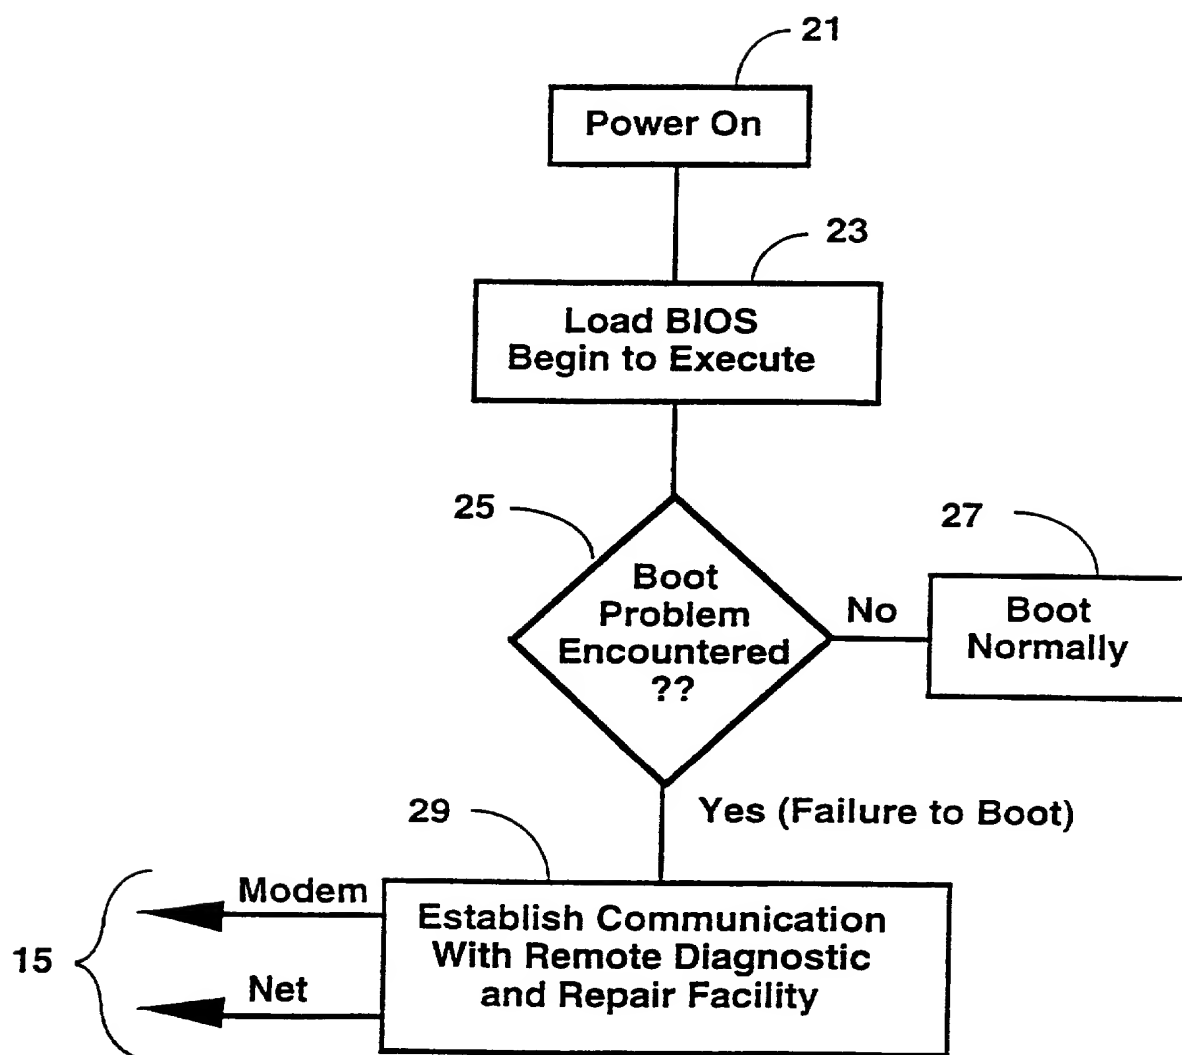 21
Power On
23
Load BIOS
Begin to Execute
25
27
Boot
Problem
Encountered
??
No
Boot
Normally
Yes (Failure to Boot)
29
15
Modem
Net
Establish Communication
With Remote Diagnostic
and Repair Facility